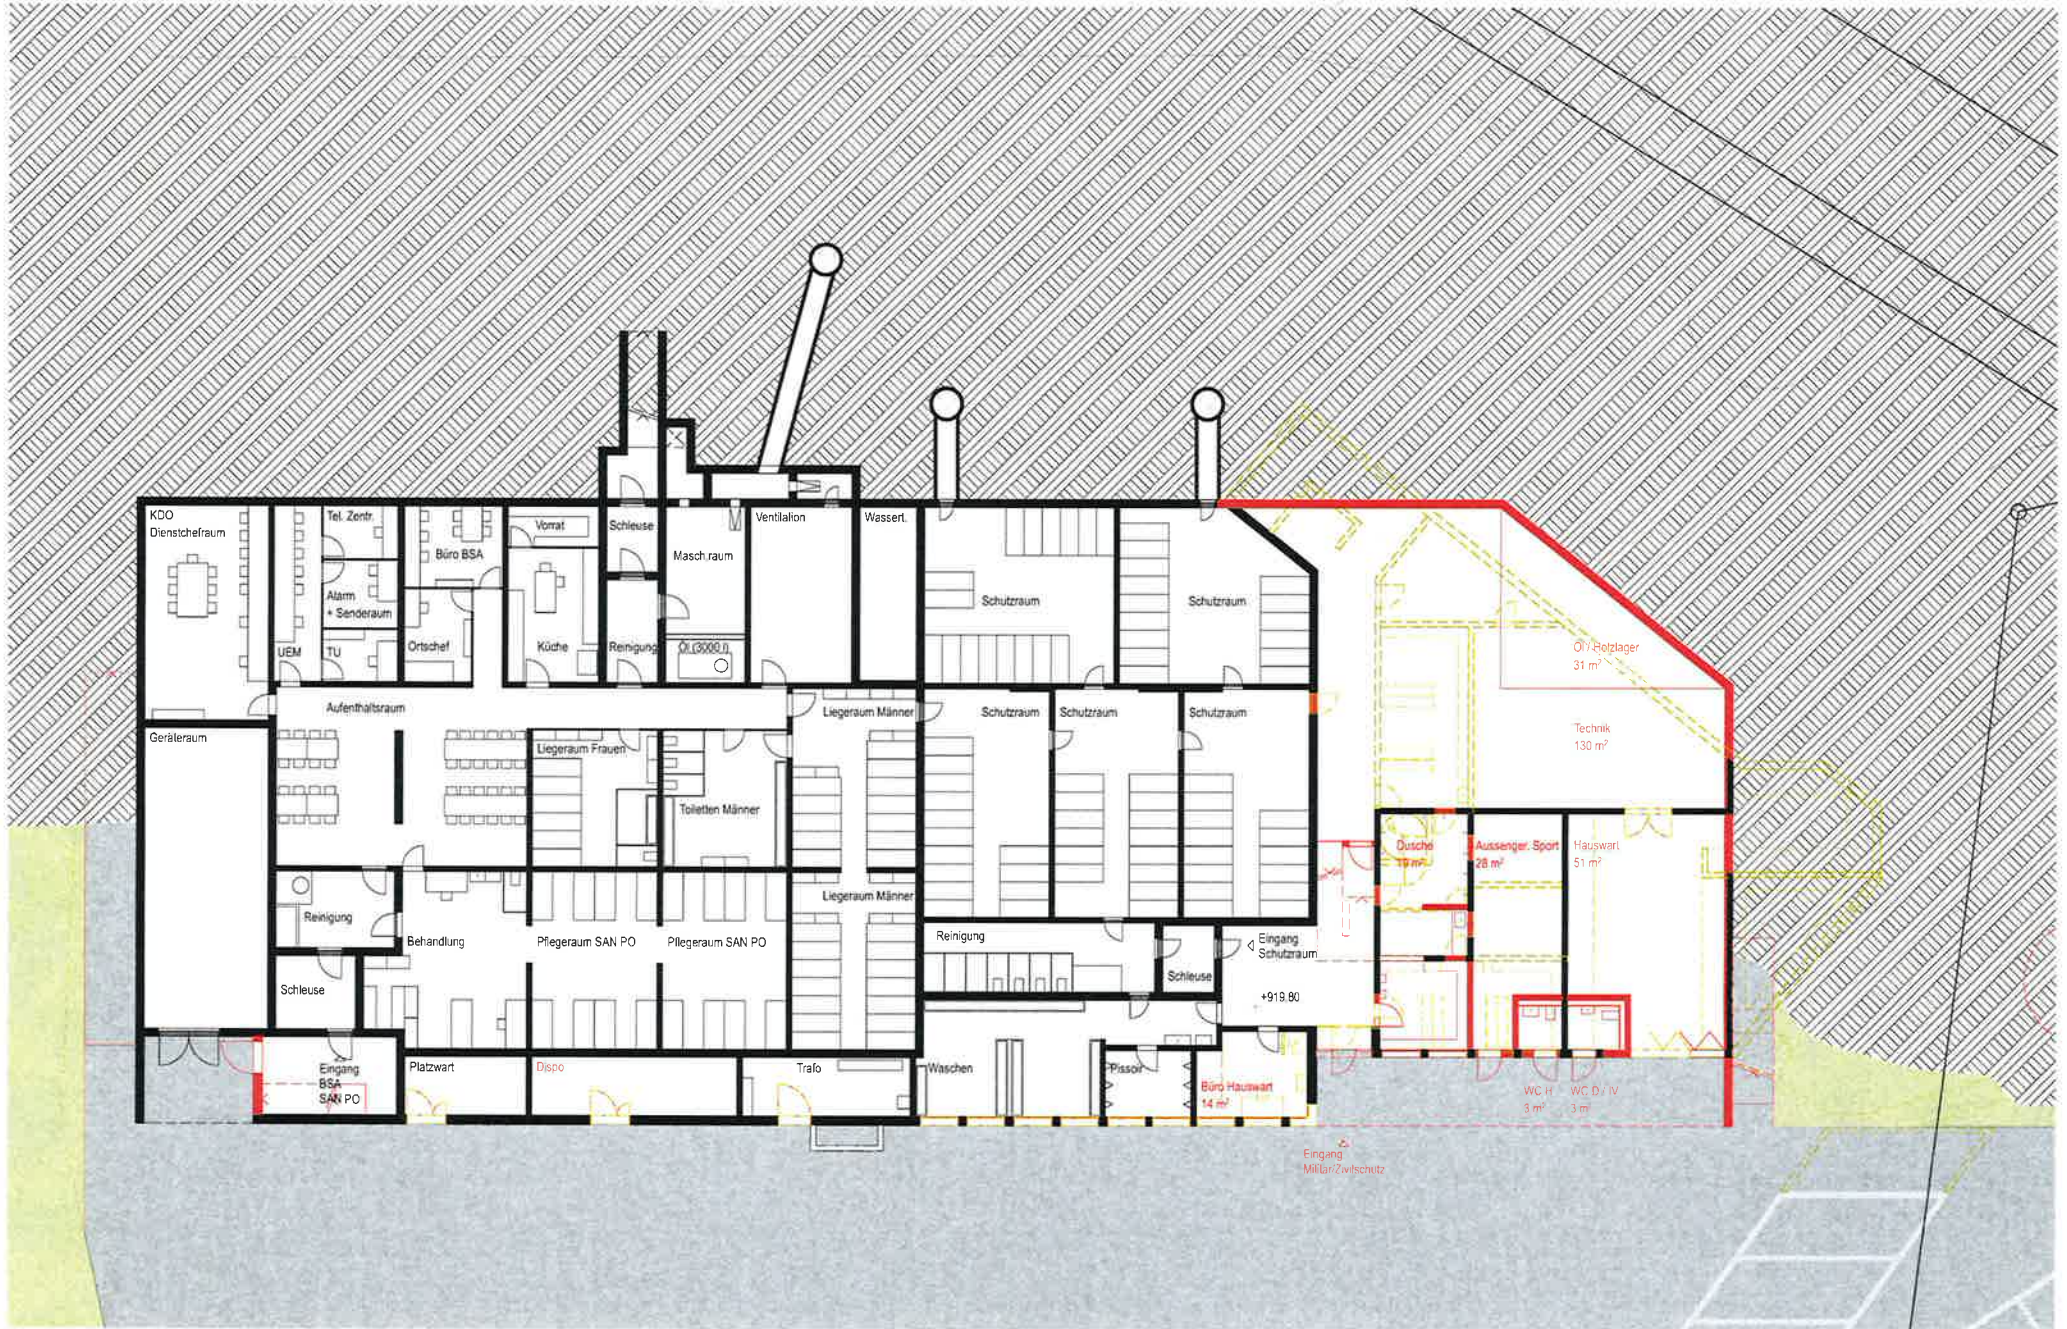 KDO
Dienstchefraum
Tel. Zentr.
Büro BSA
Vorrat
Schleuse
Masch.raum
Ventilation
Wassert.
Alarm
+ Senderaum
UEM
TU
Ortschef
Küche
Reinigung
Öl (3000 l)
Schutzraum
Schutzraum
Öl / Holzlager
31 m²
Aufenthaltsraum
Liegeraum Männer
Schutzraum
Schutzraum
Schutzraum
Technik
130 m²
Geräteraum
Liegeraum Frauen
Toiletten Männer
Dusche
19 m²
Aussenger. Sport
28 m²
Hauswart
51 m²
Liegeraum Männer
Reinigung
Behandlung
Pflegeraum SAN PO
Pflegeraum SAN PO
Reinigung
Eingang
Schutzraum
Schleuse
Schleuse
+919.80
Eingang
BSA
SAN PO
Platzwart
Dispo
Trafo
Waschen
Pissoir
Büro Hauswart
14 m²
WC H
3 m²
WC D / IV
3 m²
Eingang
Militär/Zivilschutz